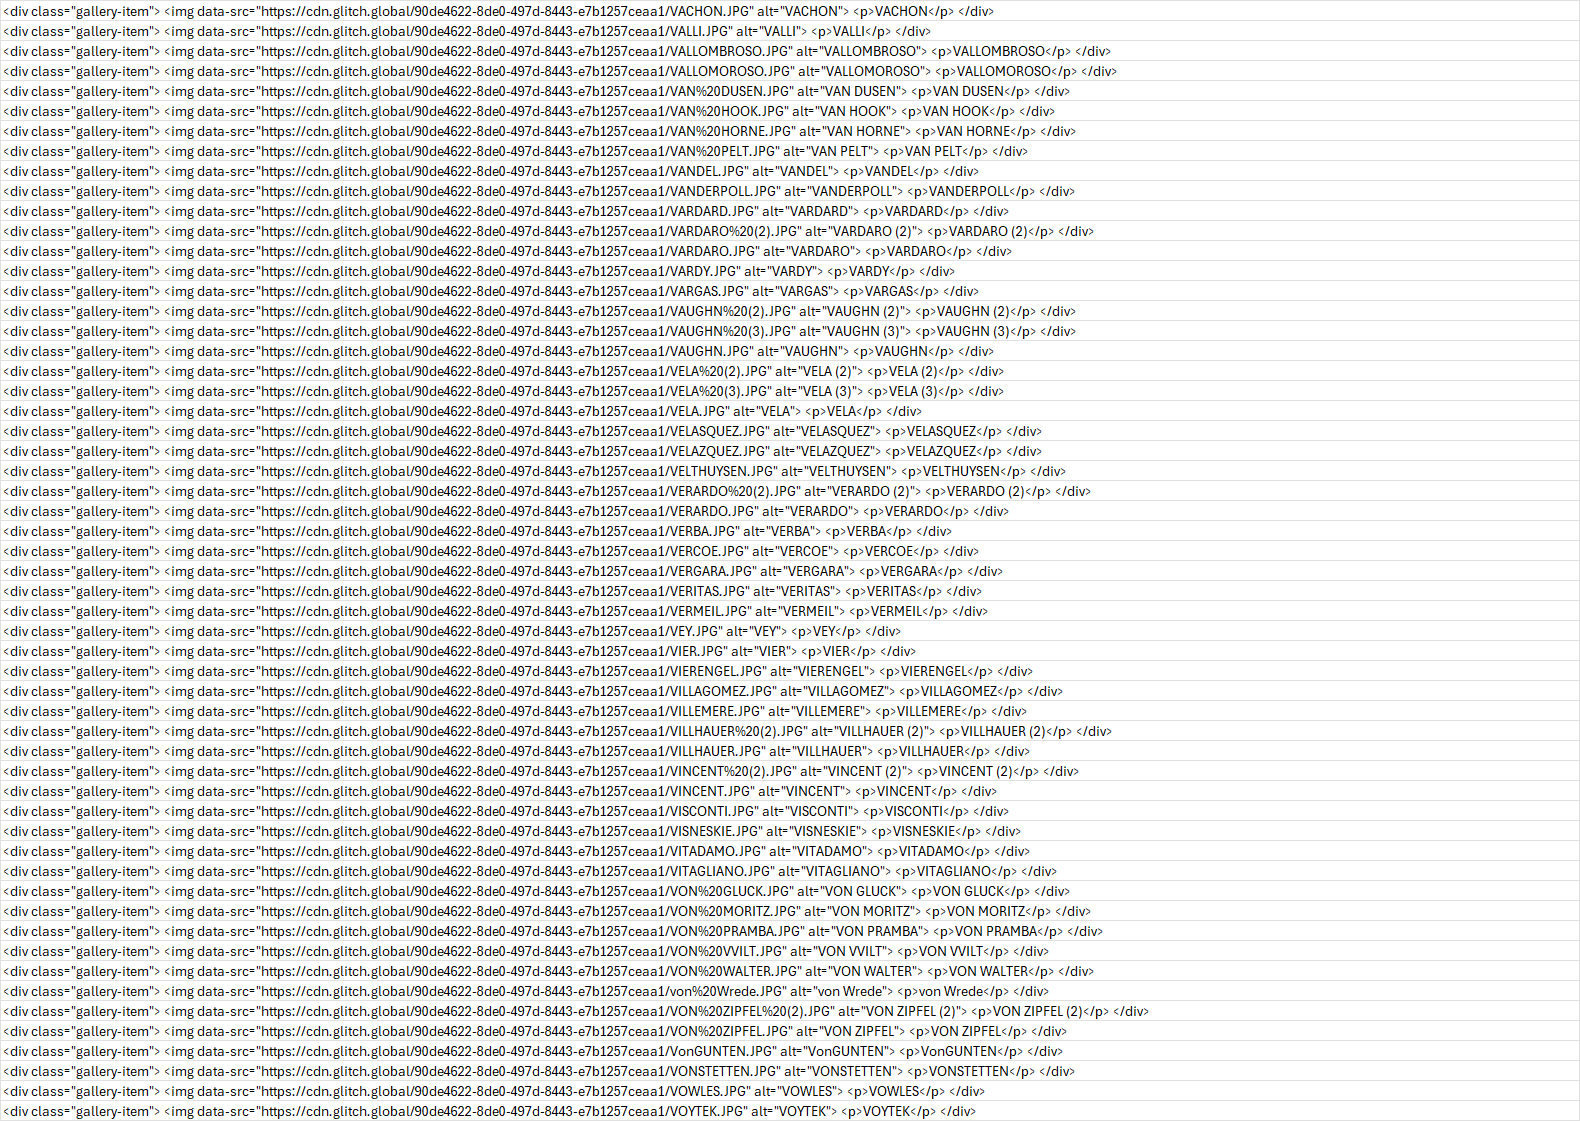 <div class="gallery-item"> <img data-src="https://cdn.glitch.global/90de4622-8de0-497d-8443-e7b1257ceaa1/VACHON.JPG" alt="VACHON"> <p>VACHON</p> </div>
<div class="gallery-item"> <img data-src="https://cdn.glitch.global/90de4622-8de0-497d-8443-e7b1257ceaa1/VALLI.JPG" alt="VALLI"> <p>VALLI</p> </div>
<div class="gallery-item"> <img data-src="https://cdn.glitch.global/90de4622-8de0-497d-8443-e7b1257ceaa1/VALLOMBROSO.JPG" alt="VALLOMBROSO"> <p>VALLOMBROSO</p> </div>
<div class="gallery-item"> <img data-src="https://cdn.glitch.global/90de4622-8de0-497d-8443-e7b1257ceaa1/VALLOMOROSO.JPG" alt="VALLOMOROSO"> <p>VALLOMOROSO</p> </div>
<div class="gallery-item"> <img data-src="https://cdn.glitch.global/90de4622-8de0-497d-8443-e7b1257ceaa1/VAN%20DUSEN.JPG" alt="VAN DUSEN"> <p>VAN DUSEN</p> </div>
<div class="gallery-item"> <img data-src="https://cdn.glitch.global/90de4622-8de0-497d-8443-e7b1257ceaa1/VAN%20HOOK.JPG" alt="VAN HOOK"> <p>VAN HOOK</p> </div>
<div class="gallery-item"> <img data-src="https://cdn.glitch.global/90de4622-8de0-497d-8443-e7b1257ceaa1/VAN%20HORNE.JPG" alt="VAN HORNE"> <p>VAN HORNE</p> </div>
<div class="gallery-item"> <img data-src="https://cdn.glitch.global/90de4622-8de0-497d-8443-e7b1257ceaa1/VAN%20PELT.JPG" alt="VAN PELT"> <p>VAN PELT</p> </div>
<div class="gallery-item"> <img data-src="https://cdn.glitch.global/90de4622-8de0-497d-8443-e7b1257ceaa1/VANDEL.JPG" alt="VANDEL"> <p>VANDEL</p> </div>
<div class="gallery-item"> <img data-src="https://cdn.glitch.global/90de4622-8de0-497d-8443-e7b1257ceaa1/VANDERPOLL.JPG" alt="VANDERPOLL"> <p>VANDERPOLL</p> </div>
<div class="gallery-item"> <img data-src="https://cdn.glitch.global/90de4622-8de0-497d-8443-e7b1257ceaa1/VARDARD.JPG" alt="VARDARD"> <p>VARDARD</p> </div>
<div class="gallery-item"> <img data-src="https://cdn.glitch.global/90de4622-8de0-497d-8443-e7b1257ceaa1/VARDARO%20(2).JPG" alt="VARDARO (2)"> <p>VARDARO (2)</p> </div>
<div class="gallery-item"> <img data-src="https://cdn.glitch.global/90de4622-8de0-497d-8443-e7b1257ceaa1/VARDARO.JPG" alt="VARDARO"> <p>VARDARO</p> </div>
<div class="gallery-item"> <img data-src="https://cdn.glitch.global/90de4622-8de0-497d-8443-e7b1257ceaa1/VARDY.JPG" alt="VARDY"> <p>VARDY</p> </div>
<div class="gallery-item"> <img data-src="https://cdn.glitch.global/90de4622-8de0-497d-8443-e7b1257ceaa1/VARGAS.JPG" alt="VARGAS"> <p>VARGAS</p> </div>
<div class="gallery-item"> <img data-src="https://cdn.glitch.global/90de4622-8de0-497d-8443-e7b1257ceaa1/VAUGHN%20(2).JPG" alt="VAUGHN (2)"> <p>VAUGHN (2)</p> </div>
<div class="gallery-item"> <img data-src="https://cdn.glitch.global/90de4622-8de0-497d-8443-e7b1257ceaa1/VAUGHN%20(3).JPG" alt="VAUGHN (3)"> <p>VAUGHN (3)</p> </div>
<div class="gallery-item"> <img data-src="https://cdn.glitch.global/90de4622-8de0-497d-8443-e7b1257ceaa1/VAUGHN.JPG" alt="VAUGHN"> <p>VAUGHN</p> </div>
<div class="gallery-item"> <img data-src="https://cdn.glitch.global/90de4622-8de0-497d-8443-e7b1257ceaa1/VELA%20(2).JPG" alt="VELA (2)"> <p>VELA (2)</p> </div>
<div class="gallery-item"> <img data-src="https://cdn.glitch.global/90de4622-8de0-497d-8443-e7b1257ceaa1/VELA%20(3).JPG" alt="VELA (3)"> <p>VELA (3)</p> </div>
<div class="gallery-item"> <img data-src="https://cdn.glitch.global/90de4622-8de0-497d-8443-e7b1257ceaa1/VELA.JPG" alt="VELA"> <p>VELA</p> </div>
<div class="gallery-item"> <img data-src="https://cdn.glitch.global/90de4622-8de0-497d-8443-e7b1257ceaa1/VELASQUEZ.JPG" alt="VELASQUEZ"> <p>VELASQUEZ</p> </div>
<div class="gallery-item"> <img data-src="https://cdn.glitch.global/90de4622-8de0-497d-8443-e7b1257ceaa1/VELAZQUEZ.JPG" alt="VELAZQUEZ"> <p>VELAZQUEZ</p> </div>
<div class="gallery-item"> <img data-src="https://cdn.glitch.global/90de4622-8de0-497d-8443-e7b1257ceaa1/VELTHUYSEN.JPG" alt="VELTHUYSEN"> <p>VELTHUYSEN</p> </div>
<div class="gallery-item"> <img data-src="https://cdn.glitch.global/90de4622-8de0-497d-8443-e7b1257ceaa1/VERARDO%20(2).JPG" alt="VERARDO (2)"> <p>VERARDO (2)</p> </div>
<div class="gallery-item"> <img data-src="https://cdn.glitch.global/90de4622-8de0-497d-8443-e7b1257ceaa1/VERARDO.JPG" alt="VERARDO"> <p>VERARDO</p> </div>
<div class="gallery-item"> <img data-src="https://cdn.glitch.global/90de4622-8de0-497d-8443-e7b1257ceaa1/VERBA.JPG" alt="VERBA"> <p>VERBA</p> </div>
<div class="gallery-item"> <img data-src="https://cdn.glitch.global/90de4622-8de0-497d-8443-e7b1257ceaa1/VERCOE.JPG" alt="VERCOE"> <p>VERCOE</p> </div>
<div class="gallery-item"> <img data-src="https://cdn.glitch.global/90de4622-8de0-497d-8443-e7b1257ceaa1/VERGARA.JPG" alt="VERGARA"> <p>VERGARA</p> </div>
<div class="gallery-item"> <img data-src="https://cdn.glitch.global/90de4622-8de0-497d-8443-e7b1257ceaa1/VERITAS.JPG" alt="VERITAS"> <p>VERITAS</p> </div>
<div class="gallery-item"> <img data-src="https://cdn.glitch.global/90de4622-8de0-497d-8443-e7b1257ceaa1/VERMEIL.JPG" alt="VERMEIL"> <p>VERMEIL</p> </div>
<div class="gallery-item"> <img data-src="https://cdn.glitch.global/90de4622-8de0-497d-8443-e7b1257ceaa1/VEY.JPG" alt="VEY"> <p>VEY</p> </div>
<div class="gallery-item"> <img data-src="https://cdn.glitch.global/90de4622-8de0-497d-8443-e7b1257ceaa1/VIER.JPG" alt="VIER"> <p>VIER</p> </div>
<div class="gallery-item"> <img data-src="https://cdn.glitch.global/90de4622-8de0-497d-8443-e7b1257ceaa1/VIERENGEL.JPG" alt="VIERENGEL"> <p>VIERENGEL</p> </div>
<div class="gallery-item"> <img data-src="https://cdn.glitch.global/90de4622-8de0-497d-8443-e7b1257ceaa1/VILLAGOMEZ.JPG" alt="VILLAGOMEZ"> <p>VILLAGOMEZ</p> </div>
<div class="gallery-item"> <img data-src="https://cdn.glitch.global/90de4622-8de0-497d-8443-e7b1257ceaa1/VILLEMERE.JPG" alt="VILLEMERE"> <p>VILLEMERE</p> </div>
<div class="gallery-item"> <img data-src="https://cdn.glitch.global/90de4622-8de0-497d-8443-e7b1257ceaa1/VILLHAUER%20(2).JPG" alt="VILLHAUER (2)"> <p>VILLHAUER (2)</p> </div>
<div class="gallery-item"> <img data-src="https://cdn.glitch.global/90de4622-8de0-497d-8443-e7b1257ceaa1/VILLHAUER.JPG" alt="VILLHAUER"> <p>VILLHAUER</p> </div>
<div class="gallery-item"> <img data-src="https://cdn.glitch.global/90de4622-8de0-497d-8443-e7b1257ceaa1/VINCENT%20(2).JPG" alt="VINCENT (2)"> <p>VINCENT (2)</p> </div>
<div class="gallery-item"> <img data-src="https://cdn.glitch.global/90de4622-8de0-497d-8443-e7b1257ceaa1/VINCENT.JPG" alt="VINCENT"> <p>VINCENT</p> </div>
<div class="gallery-item"> <img data-src="https://cdn.glitch.global/90de4622-8de0-497d-8443-e7b1257ceaa1/VISCONTI.JPG" alt="VISCONTI"> <p>VISCONTI</p> </div>
<div class="gallery-item"> <img data-src="https://cdn.glitch.global/90de4622-8de0-497d-8443-e7b1257ceaa1/VISNESKIE.JPG" alt="VISNESKIE"> <p>VISNESKIE</p> </div>
<div class="gallery-item"> <img data-src="https://cdn.glitch.global/90de4622-8de0-497d-8443-e7b1257ceaa1/VITADAMO.JPG" alt="VITADAMO"> <p>VITADAMO</p> </div>
<div class="gallery-item"> <img data-src="https://cdn.glitch.global/90de4622-8de0-497d-8443-e7b1257ceaa1/VITAGLIANO.JPG" alt="VITAGLIANO"> <p>VITAGLIANO</p> </div>
<div class="gallery-item"> <img data-src="https://cdn.glitch.global/90de4622-8de0-497d-8443-e7b1257ceaa1/VON%20GLUCK.JPG" alt="VON GLUCK"> <p>VON GLUCK</p> </div>
<div class="gallery-item"> <img data-src="https://cdn.glitch.global/90de4622-8de0-497d-8443-e7b1257ceaa1/VON%20MORITZ.JPG" alt="VON MORITZ"> <p>VON MORITZ</p> </div>
<div class="gallery-item"> <img data-src="https://cdn.glitch.global/90de4622-8de0-497d-8443-e7b1257ceaa1/VON%20PRAMBA.JPG" alt="VON PRAMBA"> <p>VON PRAMBA</p> </div>
<div class="gallery-item"> <img data-src="https://cdn.glitch.global/90de4622-8de0-497d-8443-e7b1257ceaa1/VON%20VVILT.JPG" alt="VON VVILT"> <p>VON VVILT</p> </div>
<div class="gallery-item"> <img data-src="https://cdn.glitch.global/90de4622-8de0-497d-8443-e7b1257ceaa1/VON%20WALTER.JPG" alt="VON WALTER"> <p>VON WALTER</p> </div>
<div class="gallery-item"> <img data-src="https://cdn.glitch.global/90de4622-8de0-497d-8443-e7b1257ceaa1/von%20Wrede.JPG" alt="von Wrede"> <p>von Wrede</p> </div>
<div class="gallery-item"> <img data-src="https://cdn.glitch.global/90de4622-8de0-497d-8443-e7b1257ceaa1/VON%20ZIPFEL%20(2).JPG" alt="VON ZIPFEL (2)"> <p>VON ZIPFEL (2)</p> </div>
<div class="gallery-item"> <img data-src="https://cdn.glitch.global/90de4622-8de0-497d-8443-e7b1257ceaa1/VON%20ZIPFEL.JPG" alt="VON ZIPFEL"> <p>VON ZIPFEL</p> </div>
<div class="gallery-item"> <img data-src="https://cdn.glitch.global/90de4622-8de0-497d-8443-e7b1257ceaa1/VonGUNTEN.JPG" alt="VonGUNTEN"> <p>VonGUNTEN</p> </div>
<div class="gallery-item"> <img data-src="https://cdn.glitch.global/90de4622-8de0-497d-8443-e7b1257ceaa1/VONSTETTEN.JPG" alt="VONSTETTEN"> <p>VONSTETTEN</p> </div>
<div class="gallery-item"> <img data-src="https://cdn.glitch.global/90de4622-8de0-497d-8443-e7b1257ceaa1/VOWLES.JPG" alt="VOWLES"> <p>VOWLES</p> </div>
<div class="gallery-item"> <img data-src="https://cdn.glitch.global/90de4622-8de0-497d-8443-e7b1257ceaa1/VOYTEK.JPG" alt="VOYTEK"> <p>VOYTEK</p> </div>